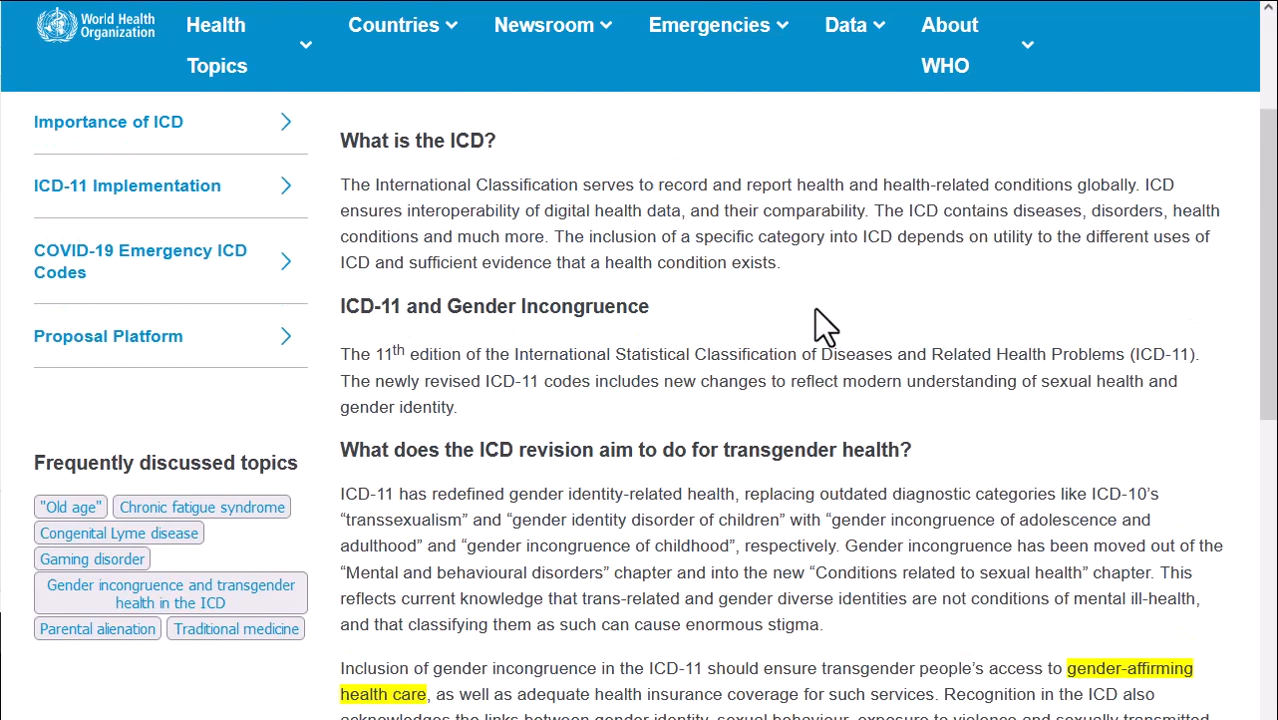 World Health
Organization
Health
Topics
Countries
Newsroom
Emergencies
Data
About
WHO
Importance of ICD
ICD-11 Implementation
COVID-19 Emergency ICD
Codes
Proposal Platform
Frequently discussed topics
"Old age"
Chronic fatigue syndrome
Congenital Lyme disease
Gaming disorder
Gender incongruence and transgender
health in the ICD
Parental alienation
Traditional medicine
What is the ICD?
The International Classification serves to record and report health and health-related conditions globally. ICD
ensures interoperability of digital health data, and their comparability. The ICD contains diseases, disorders, health
conditions and much more. The inclusion of a specific category into ICD depends on utility to the different uses of
ICD and sufficient evidence that a health condition exists.
ICD-11 and Gender Incongruence
The 11th edition of the International Statistical Classification of Diseases and Related Health Problems (ICD-11).
The newly revised ICD-11 codes includes new changes to reflect modern understanding of sexual health and
gender identity.
What does the ICD revision aim to do for transgender health?
ICD-11 has redefined gender identity-related health, replacing outdated diagnostic categories like ICD-10’s
“transsexualism” and “gender identity disorder of children” with “gender incongruence of adolescence and
adulthood” and “gender incongruence of childhood”, respectively. Gender incongruence has been moved out of the
“Mental and behavioural disorders” chapter and into the new “Conditions related to sexual health” chapter. This
reflects current knowledge that trans-related and gender diverse identities are not conditions of mental ill-health,
and that classifying them as such can cause enormous stigma.
Inclusion of gender incongruence in the ICD-11 should ensure transgender people’s access to gender-affirming
health care, as well as adequate health insurance coverage for such services. Recognition in the ICD also
acknowledges the links between gender identity, sexual behaviour, exposure to violence and sexually transmitted